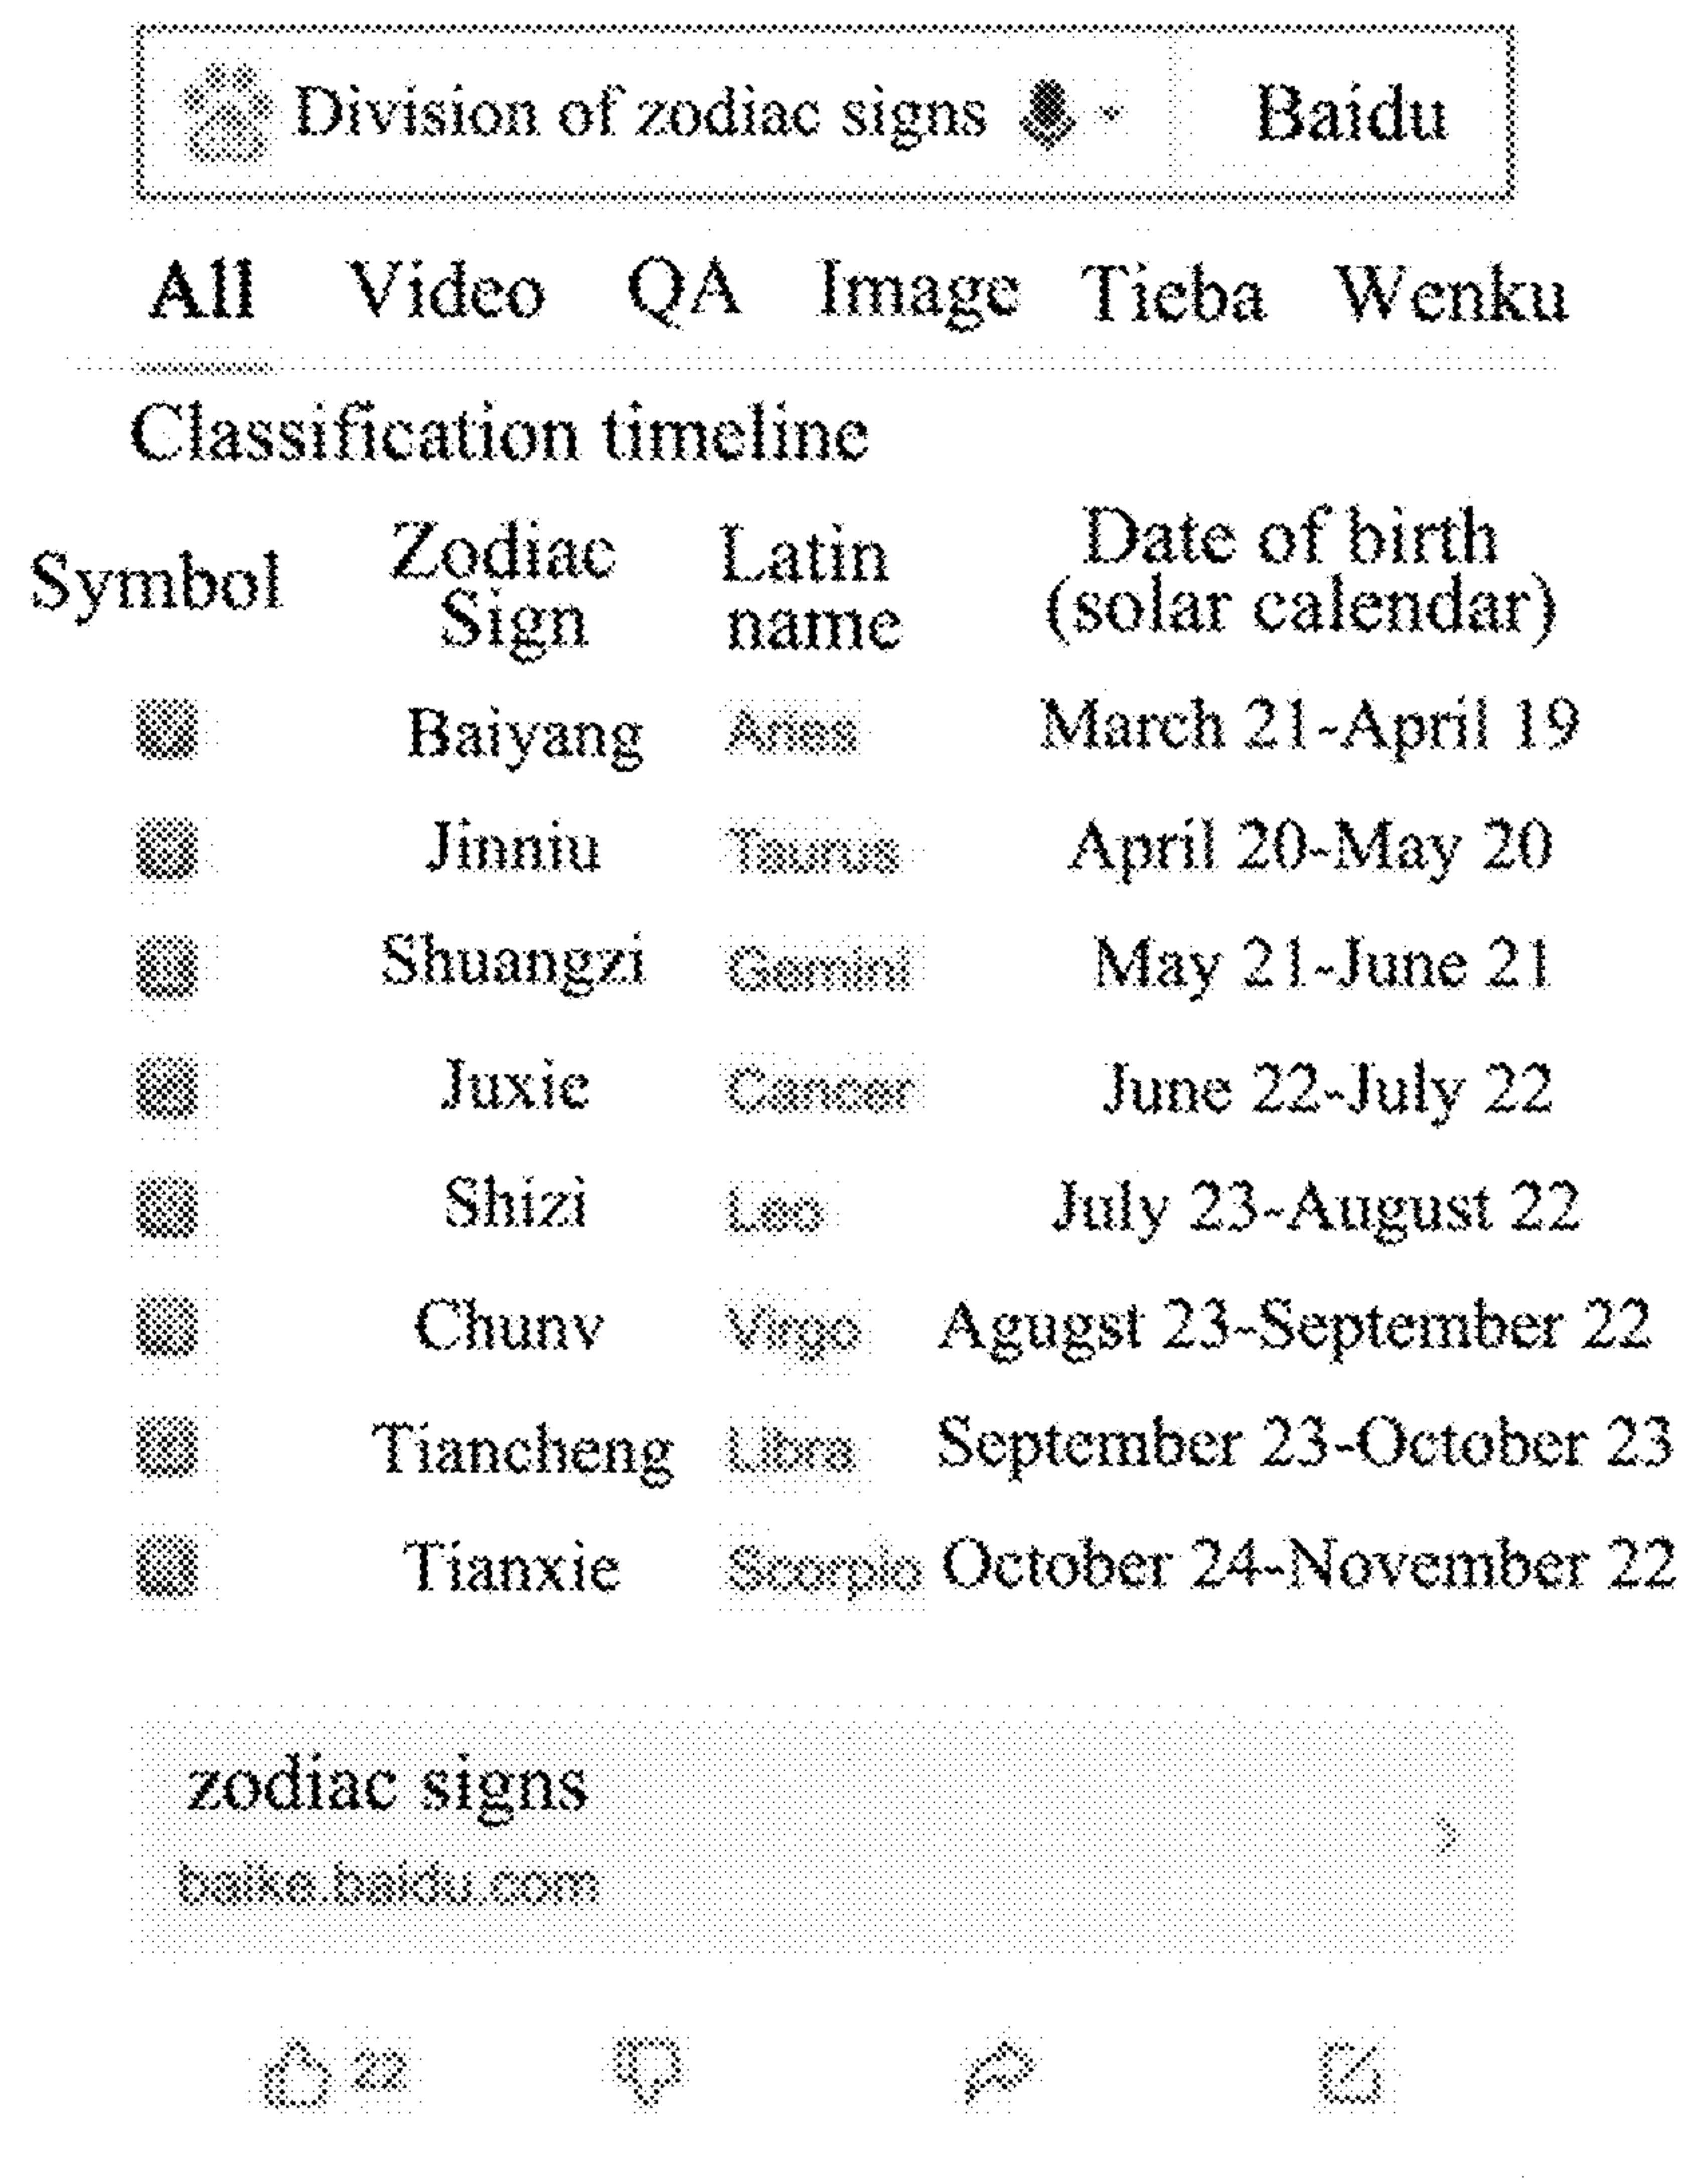 Division of zodiac signs Baidu
All Video QA Image Tieba Wenku
Classification timeline
Symbol Zodiac Sign Latin name Date of birth (solar calendar)
Baiyang Aries March 21-April 19
Jinniu Taurus April 20-May 20
Shuangzi Gemini May 21-June 21
Juxie Cancer June 22-July 22
Shizi Leo July 23-August 22
Chunv Virgo Agugst 23-September 22
Tiancheng Libra September 23-October 23
Tianxie Scorpio October 24-November 22
zodiac signs
baike.baidu.com
22